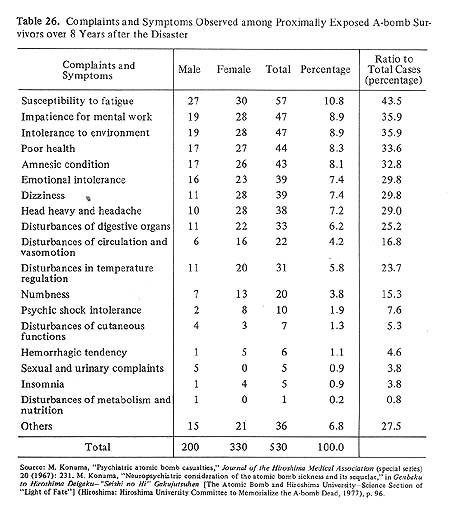 Table 26. Complaints and Symptoms Observed among Proximally Exposed A-bomb Sur-
vivors over 8 Years after the Disaster
Complaints and Symptoms Male Female Total Percentage Ratio to Total Cases (percentage)
Susceptibility to fatigue 27 30 57 10.8 43.5
Impatience for mental work 19 28 47 8.9 35.9
Intolerance to environment 19 28 47 8.9 35.9
Poor health 17 27 44 8.3 33.6
Amnesic condition 17 26 43 8.1 32.8
Emotional intolerance 16 23 39 7.4 29.8
Dizziness 11 28 39 7.4 29.8
Head heavy and headache 10 28 38 7.2 29.0
Disturbances of digestive organs 11 22 33 6.2 25.2
Disturbances of circulation and
vasomotion 6 16 22 4.2 16.8
Disturbances in temperature
regulation 11 20 31 5.8 23.7
Numbness 7 13 20 3.8 15.3
Psychic shock intolerance 2 8 10 1.9 7.6
Disturbances of cutaneous
functions 4 3 7 1.3 5.3
Hemorrhagic tendency 1 5 6 1.1 4.6
Sexual and urinary complaints 5 0 5 0.9 3.8
Insomnia 1 4 5 0.9 3.8
Disturbances of metabolism and
nutrition 1 0 1 0.2 0.8
Others 15 21 36 6.8 27.5
Total 200 330 530 100.0
Source: M. Konuma, "Psychiatric atomic bomb casualties," Journal of the Hiroshima Medical Association (special series)
20 (1967): 231. M. Konuma, "Neuropsychiatric consideration of the atomic bomb sickness and its sequelae," in Genbaku
to Hiroshima Daigaku—"Seishi no Hi" Gakujutsuhen [The Atomic Bomb and Hiroshima University—Science Section of
"Light of Fate"] (Hiroshima: Hiroshima University Committee to Memorialize the A-bomb Dead, 1977), p. 96.